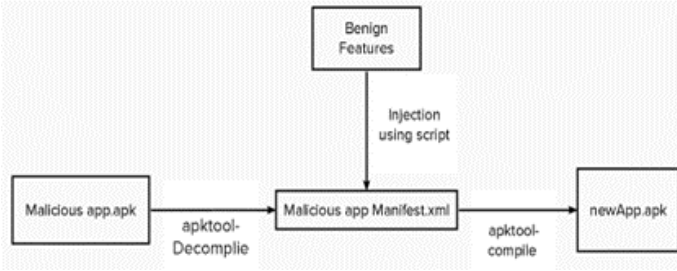 Benign
Features
Injection
using script
Malicious app.apk
apktool-
Decomplie
Malicious app Manifest.xml
apktool-
compile
newApp.apk